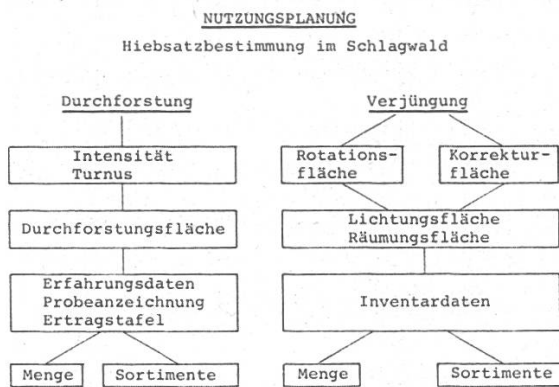 NUTZUNGSPLANUNG
Hiebsatzbestimmung im Schlagwald
Durchforstung
Intensität
Turnus
Durchforstungsfläche
Erfahrungsdaten
Probeanzeichnung
Ertragstafel
Menge
Sortimente
Verjüngung
Rotations-
fläche
Korrektur-
fläche
Lichtungsfläche
Räumungsfläche
Inventardaten
Menge
Sortimente